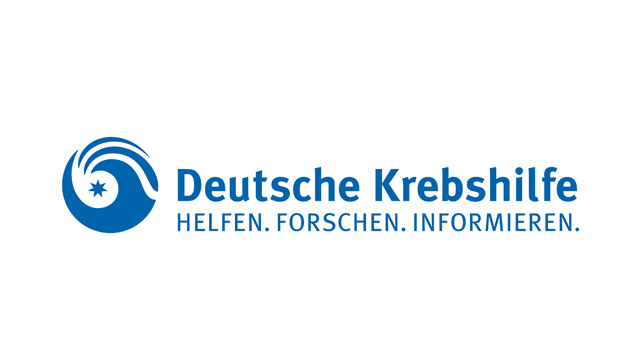 Deutsche Krebshilfe
HELFEN. FORSCHEN. INFORMIEREN.